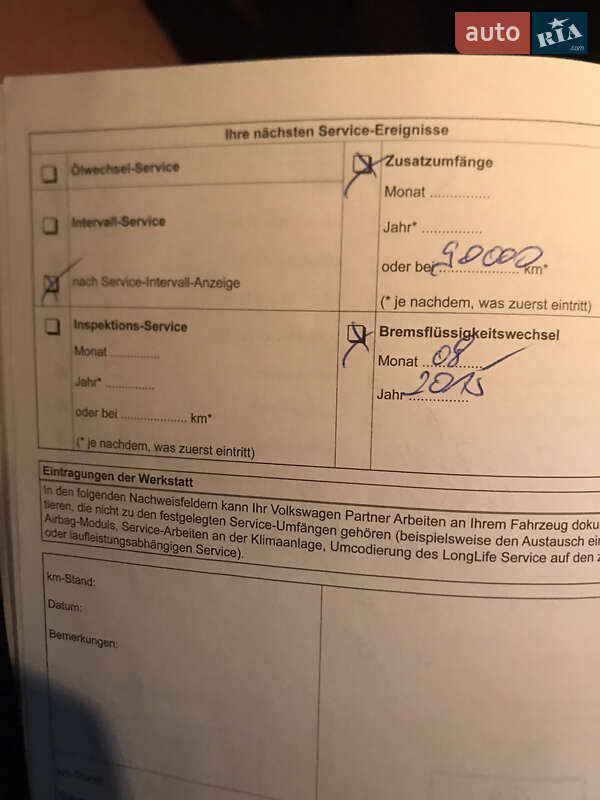 auto RIA .com
Ihre nächsten Service-Ereignisse
Ölwechsel-Service
Intervall-Service
nach Service-Intervall-Anzeige
Inspektions-Service
Monat ..............
Jahr* ..............
oder bei .................... km*
(* je nachdem, was zuerst eintritt)
Zusatzumfänge
Monat .................
Jahr* .................
oder bei 90000 km*
(* je nachdem, was zuerst eintritt)
Bremsflüssigkeitswechsel
Monat 08
Jahr 2015
Eintragungen der Werkstatt
In den folgenden Nachweisfeldern kann Ihr Volkswagen Partner Arbeiten an Ihrem Fahrzeug doku
tieren, die nicht zu den festgelegten Service-Umfängen gehören (beispielsweise den Austausch ei
Airbag-Moduls, Service-Arbeiten an der Klimaanlage, Umcodierung des LongLife Service auf den z
oder laufleistungsabhängigen Service).
km-Stand:
Datum:
Bemerkungen:
km-Stand: